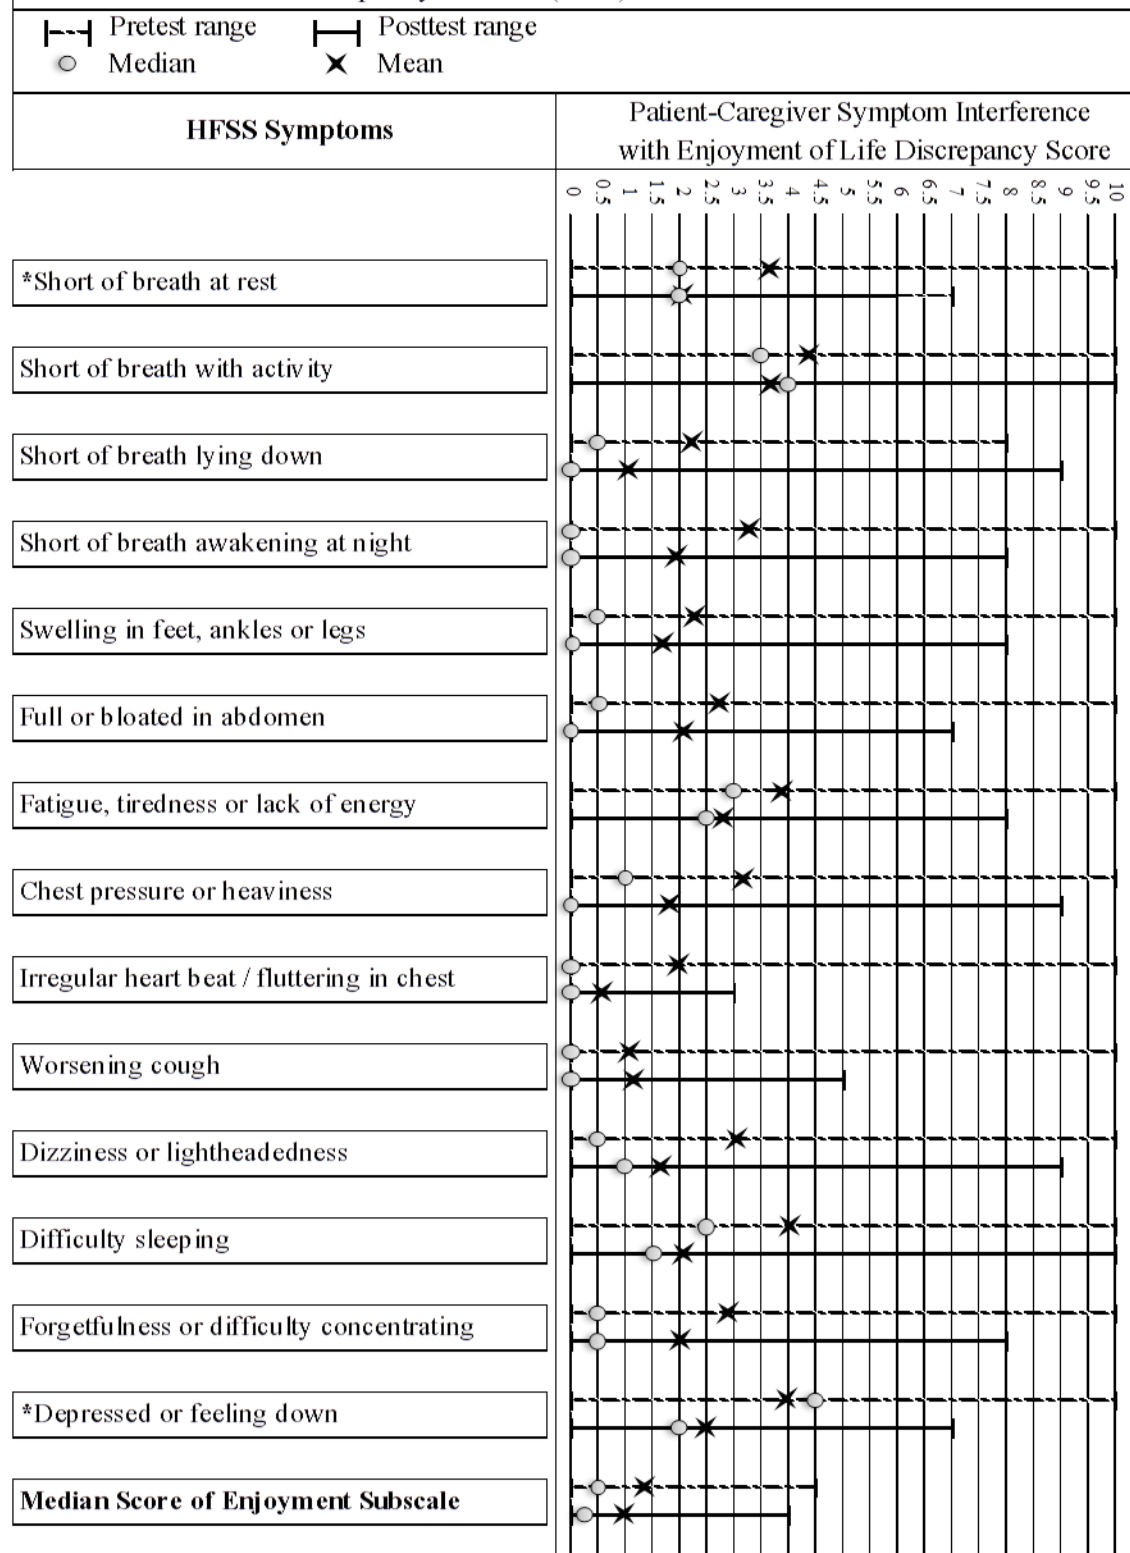 Pretest range Posttest range
Median Mean
HFSS Symptoms
Patient-Caregiver Symptom Interference
with Enjoyment of Life Discrepancy Score
0 0.5 1 1.5 2 2.5 3 3.5 4 4.5 5 5.5 6 6.5 7 7.5 8 8.5 9 9.5 10
*Short of breath at rest
Short of breath with activity
Short of breath lying down
Short of breath awakening at night
Swelling in feet, ankles or legs
Full or bloated in abdomen
Fatigue, tiredness or lack of energy
Chest pressure or heaviness
Irregular heart beat / fluttering in chest
Worsening cough
Dizziness or lightheadedness
Difficulty sleeping
Forgetfulness or difficulty concentrating
*Depressed or feeling down
Median Score of Enjoyment Subscale